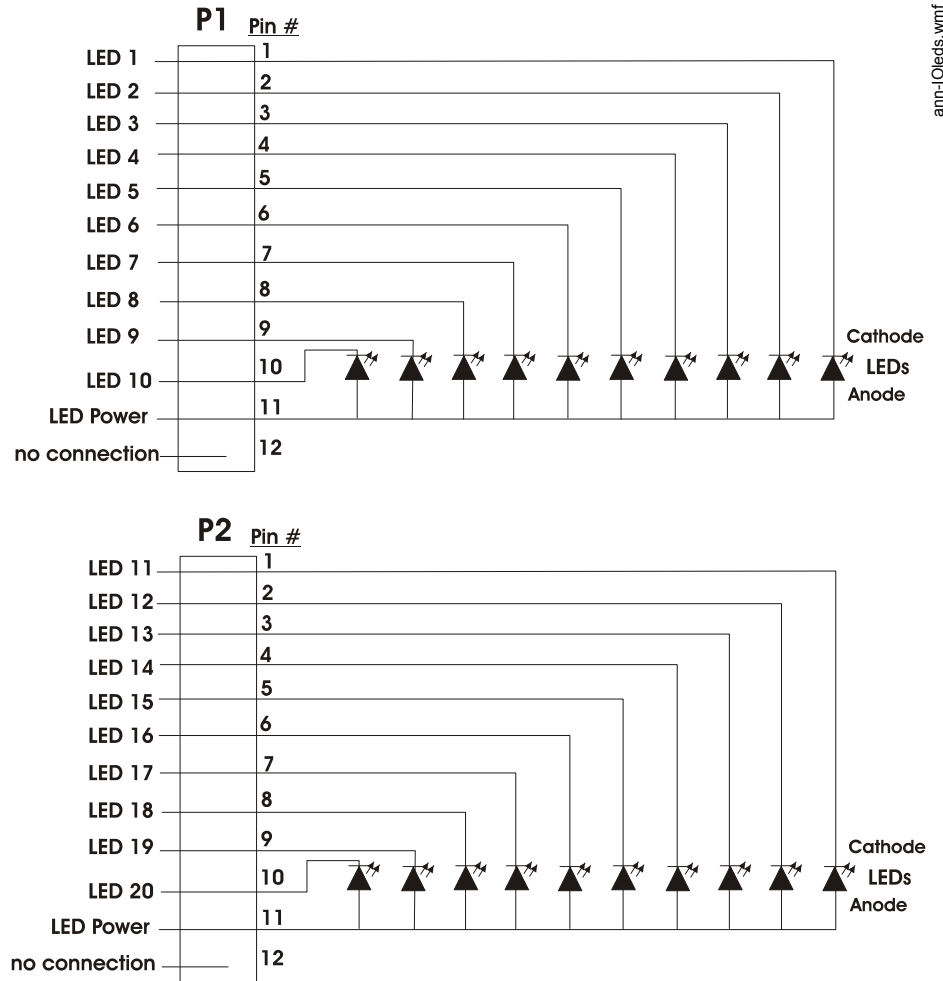 ann-IOleds.wmf
P1 Pin #
LED 1 1
LED 2 2
LED 3 3
LED 4 4
LED 5 5
LED 6 6
LED 7 7
LED 8 8
LED 9 9
Cathode
LED 10 10
LEDs
Anode
LED Power 11
no connection 12
P2 Pin #
LED 11 1
LED 12 2
LED 13 3
LED 14 4
LED 15 5
LED 16 6
LED 17 7
LED 18 8
LED 19 9
Cathode
LED 20 10
LEDs
Anode
LED Power 11
no connection 12